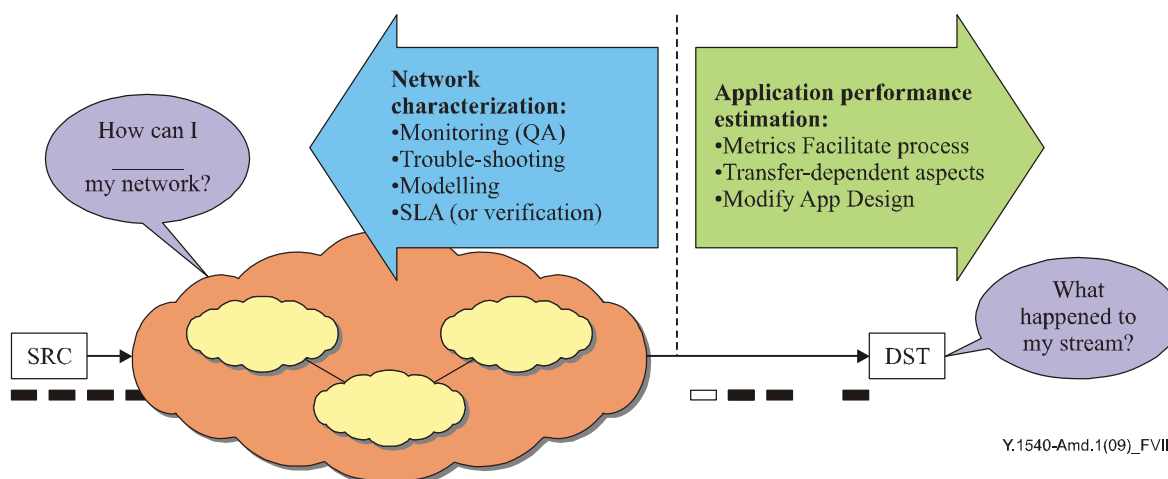 Network
characterization:
•Monitoring (QA)
•Trouble-shooting
•Modelling
•SLA (or verification)
Application performance
estimation:
•Metrics Facilitate process
•Transfer-dependent aspects
•Modify App Design
How can I
______
my network?
SRC
DST
What
happened to
my stream?
Y.1540-Amd.1(09)_FVII